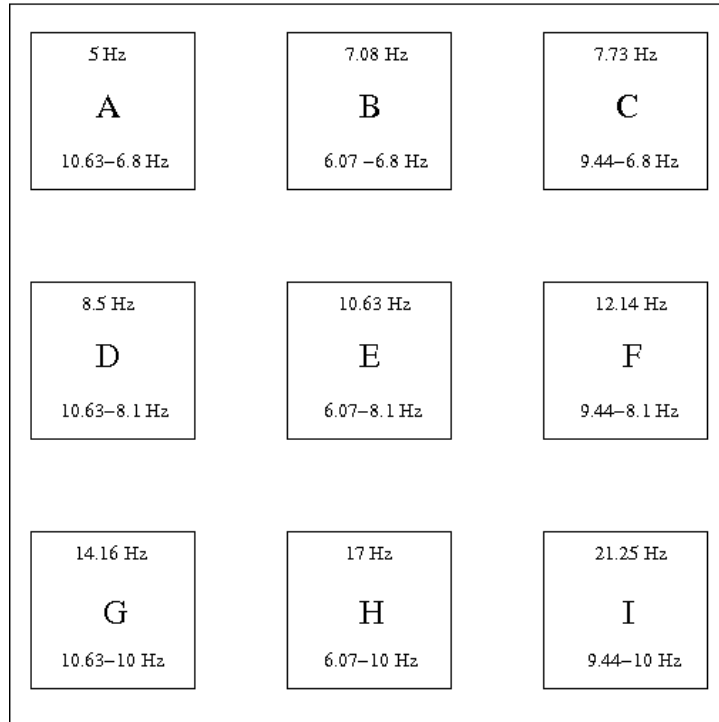 5 Hz
A
10.63–6.8 Hz
7.08 Hz
B
6.07 –6.8 Hz
7.73 Hz
C
9.44–6.8 Hz
8.5 Hz
D
10.63–8.1 Hz
10.63 Hz
E
6.07–8.1 Hz
12.14 Hz
F
9.44–8.1 Hz
14.16 Hz
G
10.63–10 Hz
17 Hz
H
6.07–10 Hz
21.25 Hz
I
9.44–10 Hz